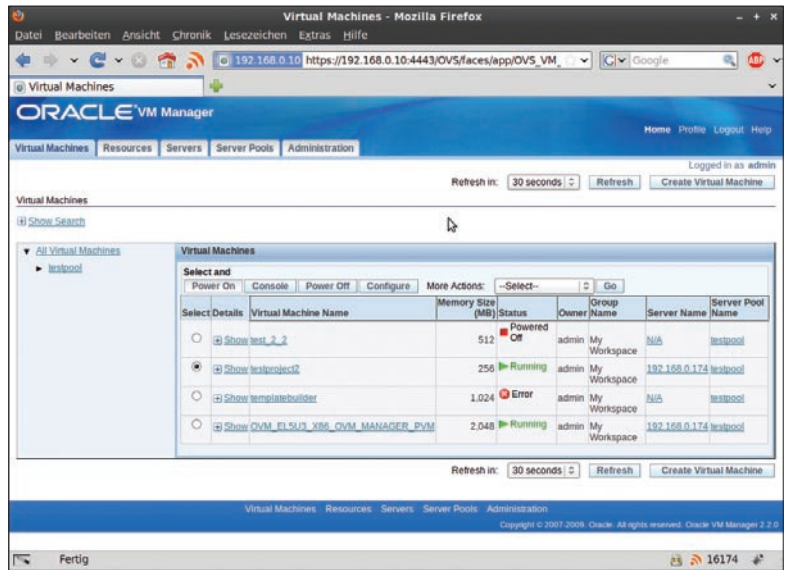 Virtual Machines - Mozilla Firefox
Datei Bearbeiten Ansicht Chronik Lesezeichen Extras Hilfe
192.168.0.10 https://192.168.0.10:4443/OVS/faces/app/OVS_VM_ Google ABP
Virtual Machines
ORACLE VM Manager
Home Profile Logout Help
Virtual Machines Resources Servers Server Pools Administration
Logged in as admin
Refresh in: 30 seconds Refresh Create Virtual Machine
Virtual Machines
Show Search
All Virtual Machines
testpool
Virtual Machines
Select and
Power On Console Power Off Configure More Actions: --Select-- Go
Select Details Virtual Machine Name Memory Size (MB) Status Owner Group Name Server Name Server Pool Name
Show test_2_2 512 Powered Off admin My Workspace N/A testpool
Show testproject2 256 Running admin My Workspace 192.168.0.174 testpool
Show templatebuilder 1,024 Error admin My Workspace N/A testpool
Show OVM_EL5U3_X86_OVM_MANAGER_PVM 2,048 Running admin My Workspace 192.168.0.174 testpool
Refresh in: 30 seconds Refresh Create Virtual Machine
Virtual Machines Resources Servers Server Pools Administration
Copyright © 2007-2009, Oracle. All rights reserved. Oracle VM Manager 2.2.0
Fertig 16174